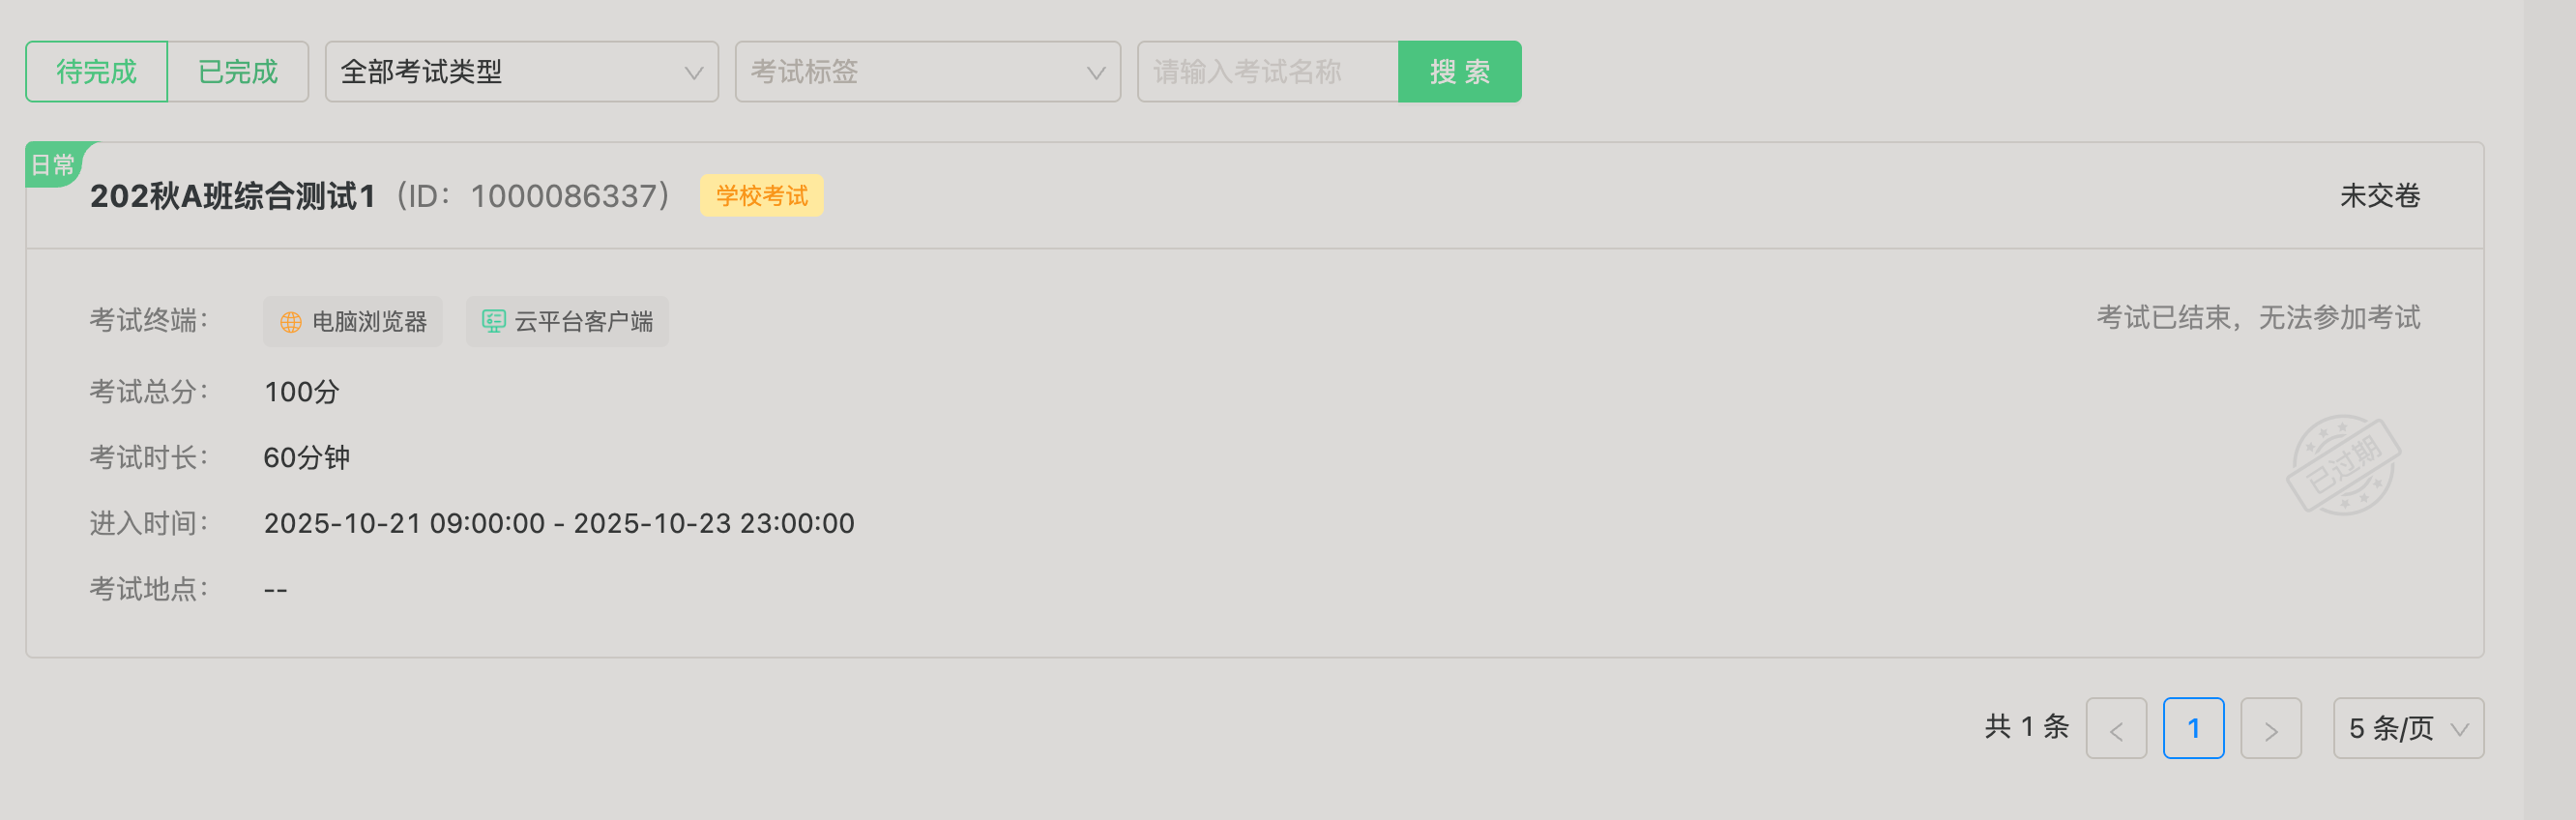 待完成 已完成 全部考试类型 考试标签 请输入考试名称 搜 索
日常
202秋A班综合测试1（ID：1000086337） 学校考试 未交卷
考试终端： 电脑浏览器 云平台客户端 考试已结束，无法参加考试
考试总分： 100分
考试时长： 60分钟
已过期
进入时间： 2025-10-21 09:00:00 - 2025-10-23 23:00:00
考试地点： --
共 1 条 < 1 > 5 条/页